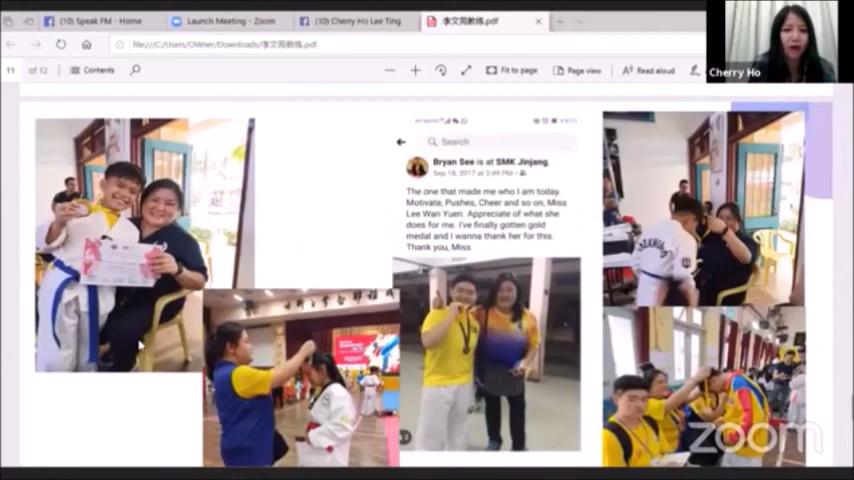 (10) Speak FM - Home
Launch Meeting - Zoom
(10) Cherry Ho Lee Ting
李文苑教练.pdf
file:///C:/Users/OWner/Downloads/李文苑教练.pdf
11 of 12
Contents
Fit to page
Page view
Read aloud
Cherry Ho
Search
Bryan See is at SMK Jinjang.
Sep 18, 2017 at 2:49 PM
The one that made me who I am today.
Motivate, Pushes, Cheer and so on, Miss
Lee Wan Yuen. Appreciate of what she
does for me. I've finally gotten gold
medal and I wanna thank her for this.
Thank you, Miss
TAEKWONDO
zoom